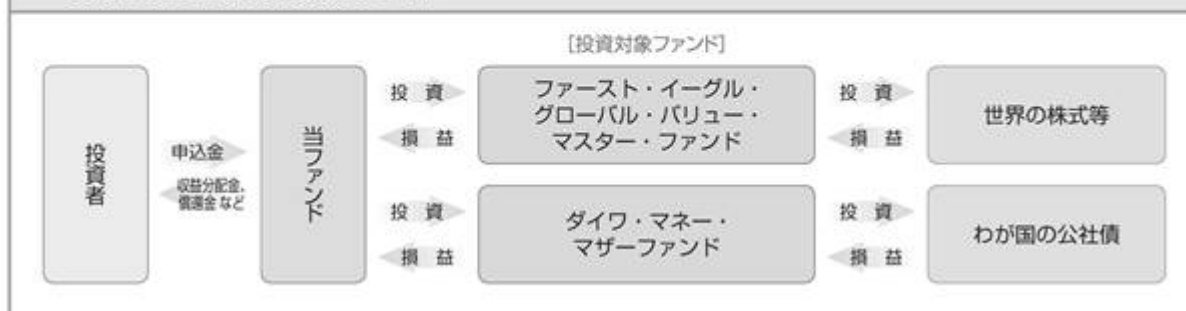 [投資対象ファンド]
投資者
申込金
収益分配金、
償還金 など
当ファンド
投 資
損 益
ファースト・イーグル・
グローバル・バリュー・
マスター・ファンド
投 資
損 益
世界の株式等
投 資
損 益
ダイワ・マネー・
マザーファンド
投 資
損 益
わが国の公社債